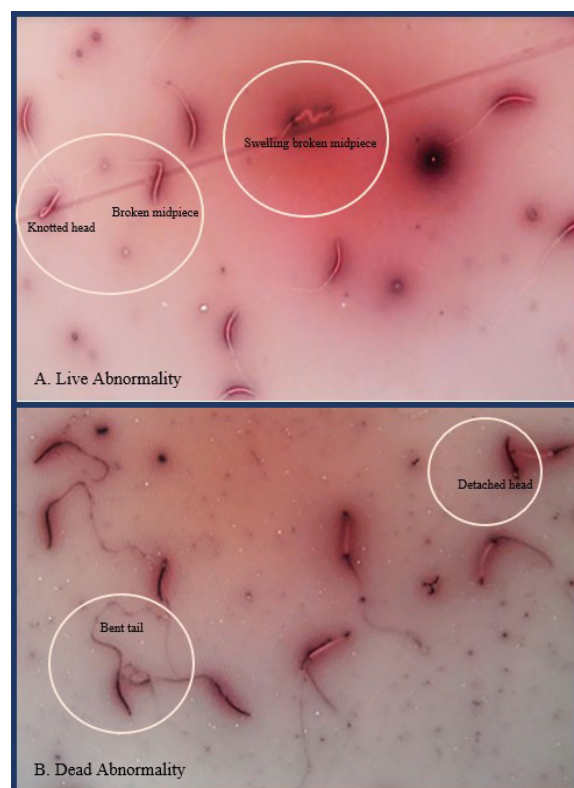 Swelling broken midpiece
Knotted head
Broken midpiece
A. Live Abnormality
Detached head
Bent tail
B. Dead Abnormality